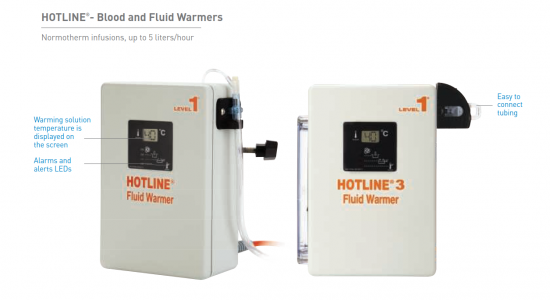 HOTLINE®- Blood and Fluid Warmers
Normotherm infusions, up to 5 liters/hour
Warming solution
temperature is
displayed on
the screen
Alarms and
alerts LEDs
LEVEL 1
40 °C
HOTLINE®
Fluid Warmer
LEVEL 1
40 °C
HOTLINE® 3
Fluid Warmer
Easy to
connect
tubing